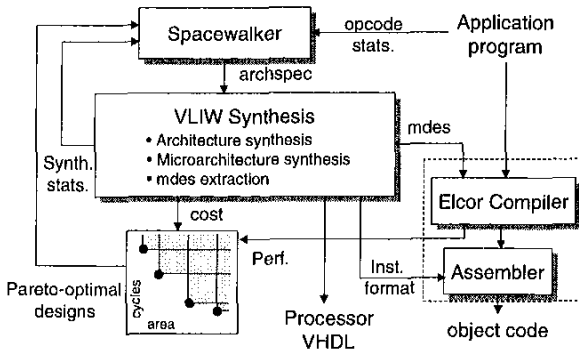 Spacewalker
opcode
stats.
Application
program
archspec
VLIW Synthesis
• Architecture synthesis
• Microarchitecture synthesis
• mdes extraction
mdes
Synth.
stats.
Elcor Compiler
cost
Perf.
Inst.
format
Assembler
Pareto-optimal
designs
cycles
area
Processor
VHDL
object code